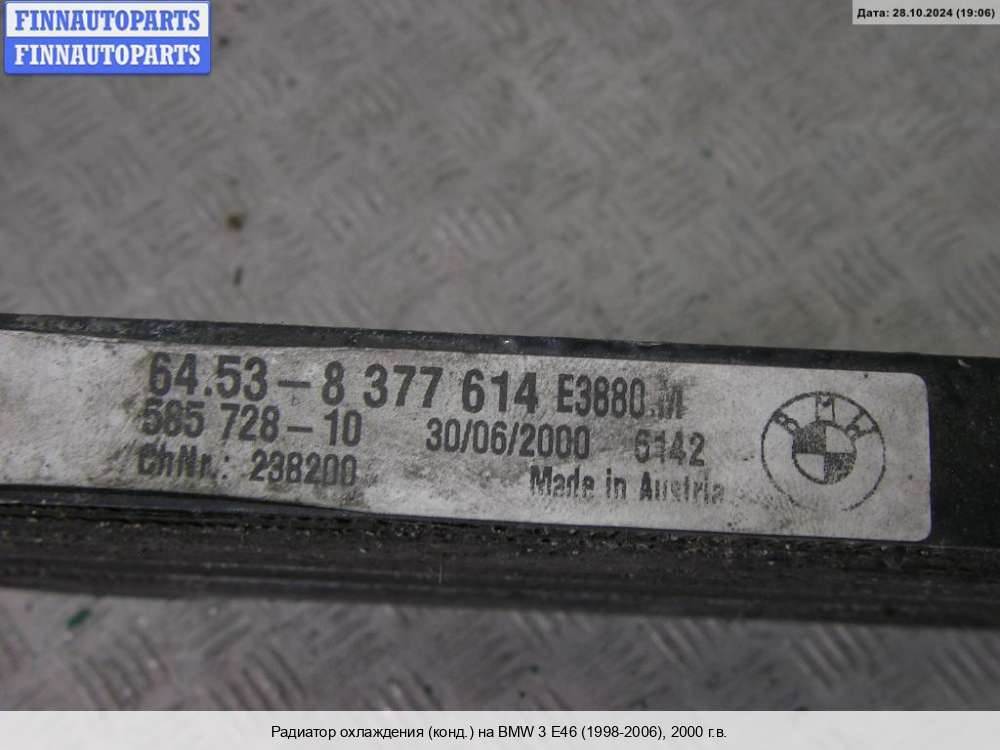 FINNAUTOPARTS
FINNAUTOPARTS
Дата: 28.10.2024 (19:06)
64.53-8 377 614 E3880.M
585 728-10 30/06/2000 6142
ChNr.: 238200 Made in Austria
BMW
Радиатор охлаждения (конд.) на BMW 3 E46 (1998-2006), 2000 г.в.